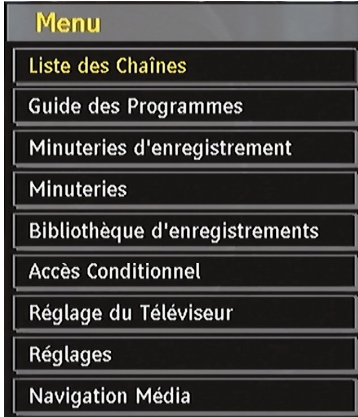 Menu
Liste des Chaînes
Guide des Programmes
Minuteries d'enregistrement
Minuteries
Bibliothèque d'enregistrements
Accès Conditionnel
Réglage du Téléviseur
Réglages
Navigation Média